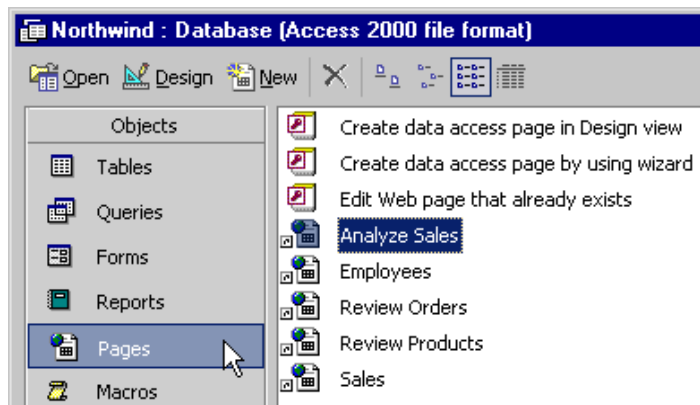 Northwind : Database (Access 2000 file format)
Open Design New
Objects
Tables
Queries
Forms
Reports
Pages
Macros
Create data access page in Design view
Create data access page by using wizard
Edit Web page that already exists
Analyze Sales
Employees
Review Orders
Review Products
Sales